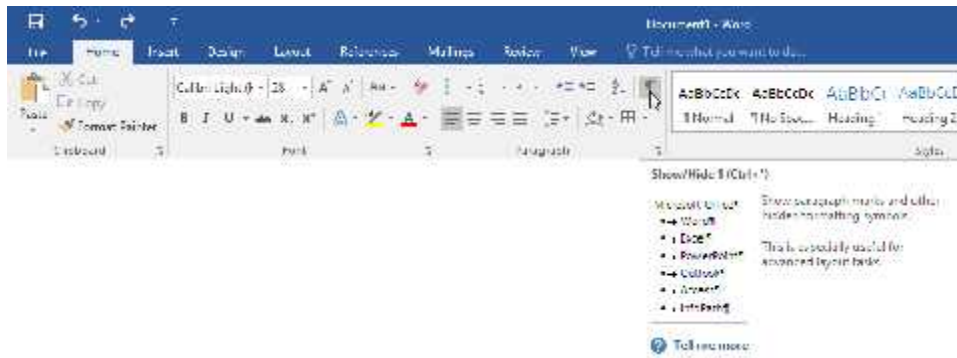 Document1 - Word
File Home Insert Design Layout References Mailings Review View Tell me what you want to do...
Cut
Calibri Light (H 28 A A Aa
AaBbCcDc AaBbCcDc AaBbCc AaBbCcD
Paste Copy
Format Painter
B I U abc X, X² A A
¶ Normal ¶ No Spac... Heading Heading 2
Clipboard Font Paragraph Styles
Show/Hide ¶ (Ctrl+*)
Microsoft Office¶
Word¶
Excel¶
PowerPoint¶
Outlook¶
Access¶
InfoPath¶
Show paragraph marks and other
hidden formatting symbols.
This is especially useful for
advanced layout tasks.
Tell me more